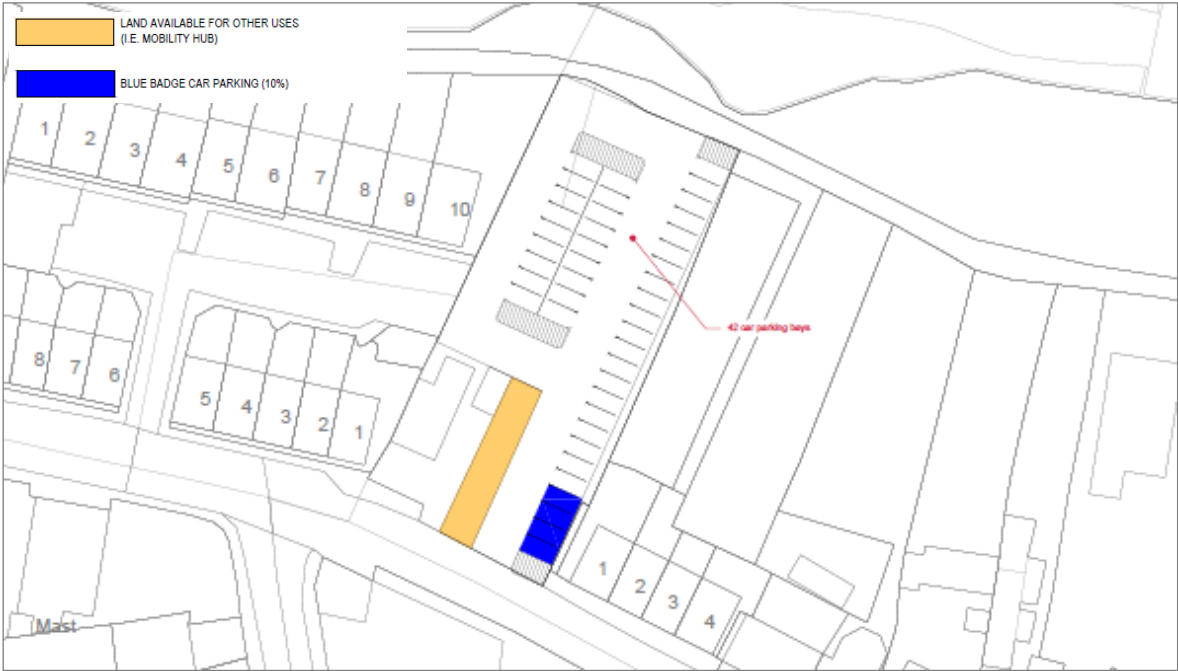 LAND AVAILABLE FOR OTHER USES
(I.E. MOBILITY HUB)
BLUE BADGE CAR PARKING (10%)
1 2 3 4 5 6 7 8 9 10
42 car parking bays
8 7 6
5 4 3 2 1
1 2 3 4
Mast